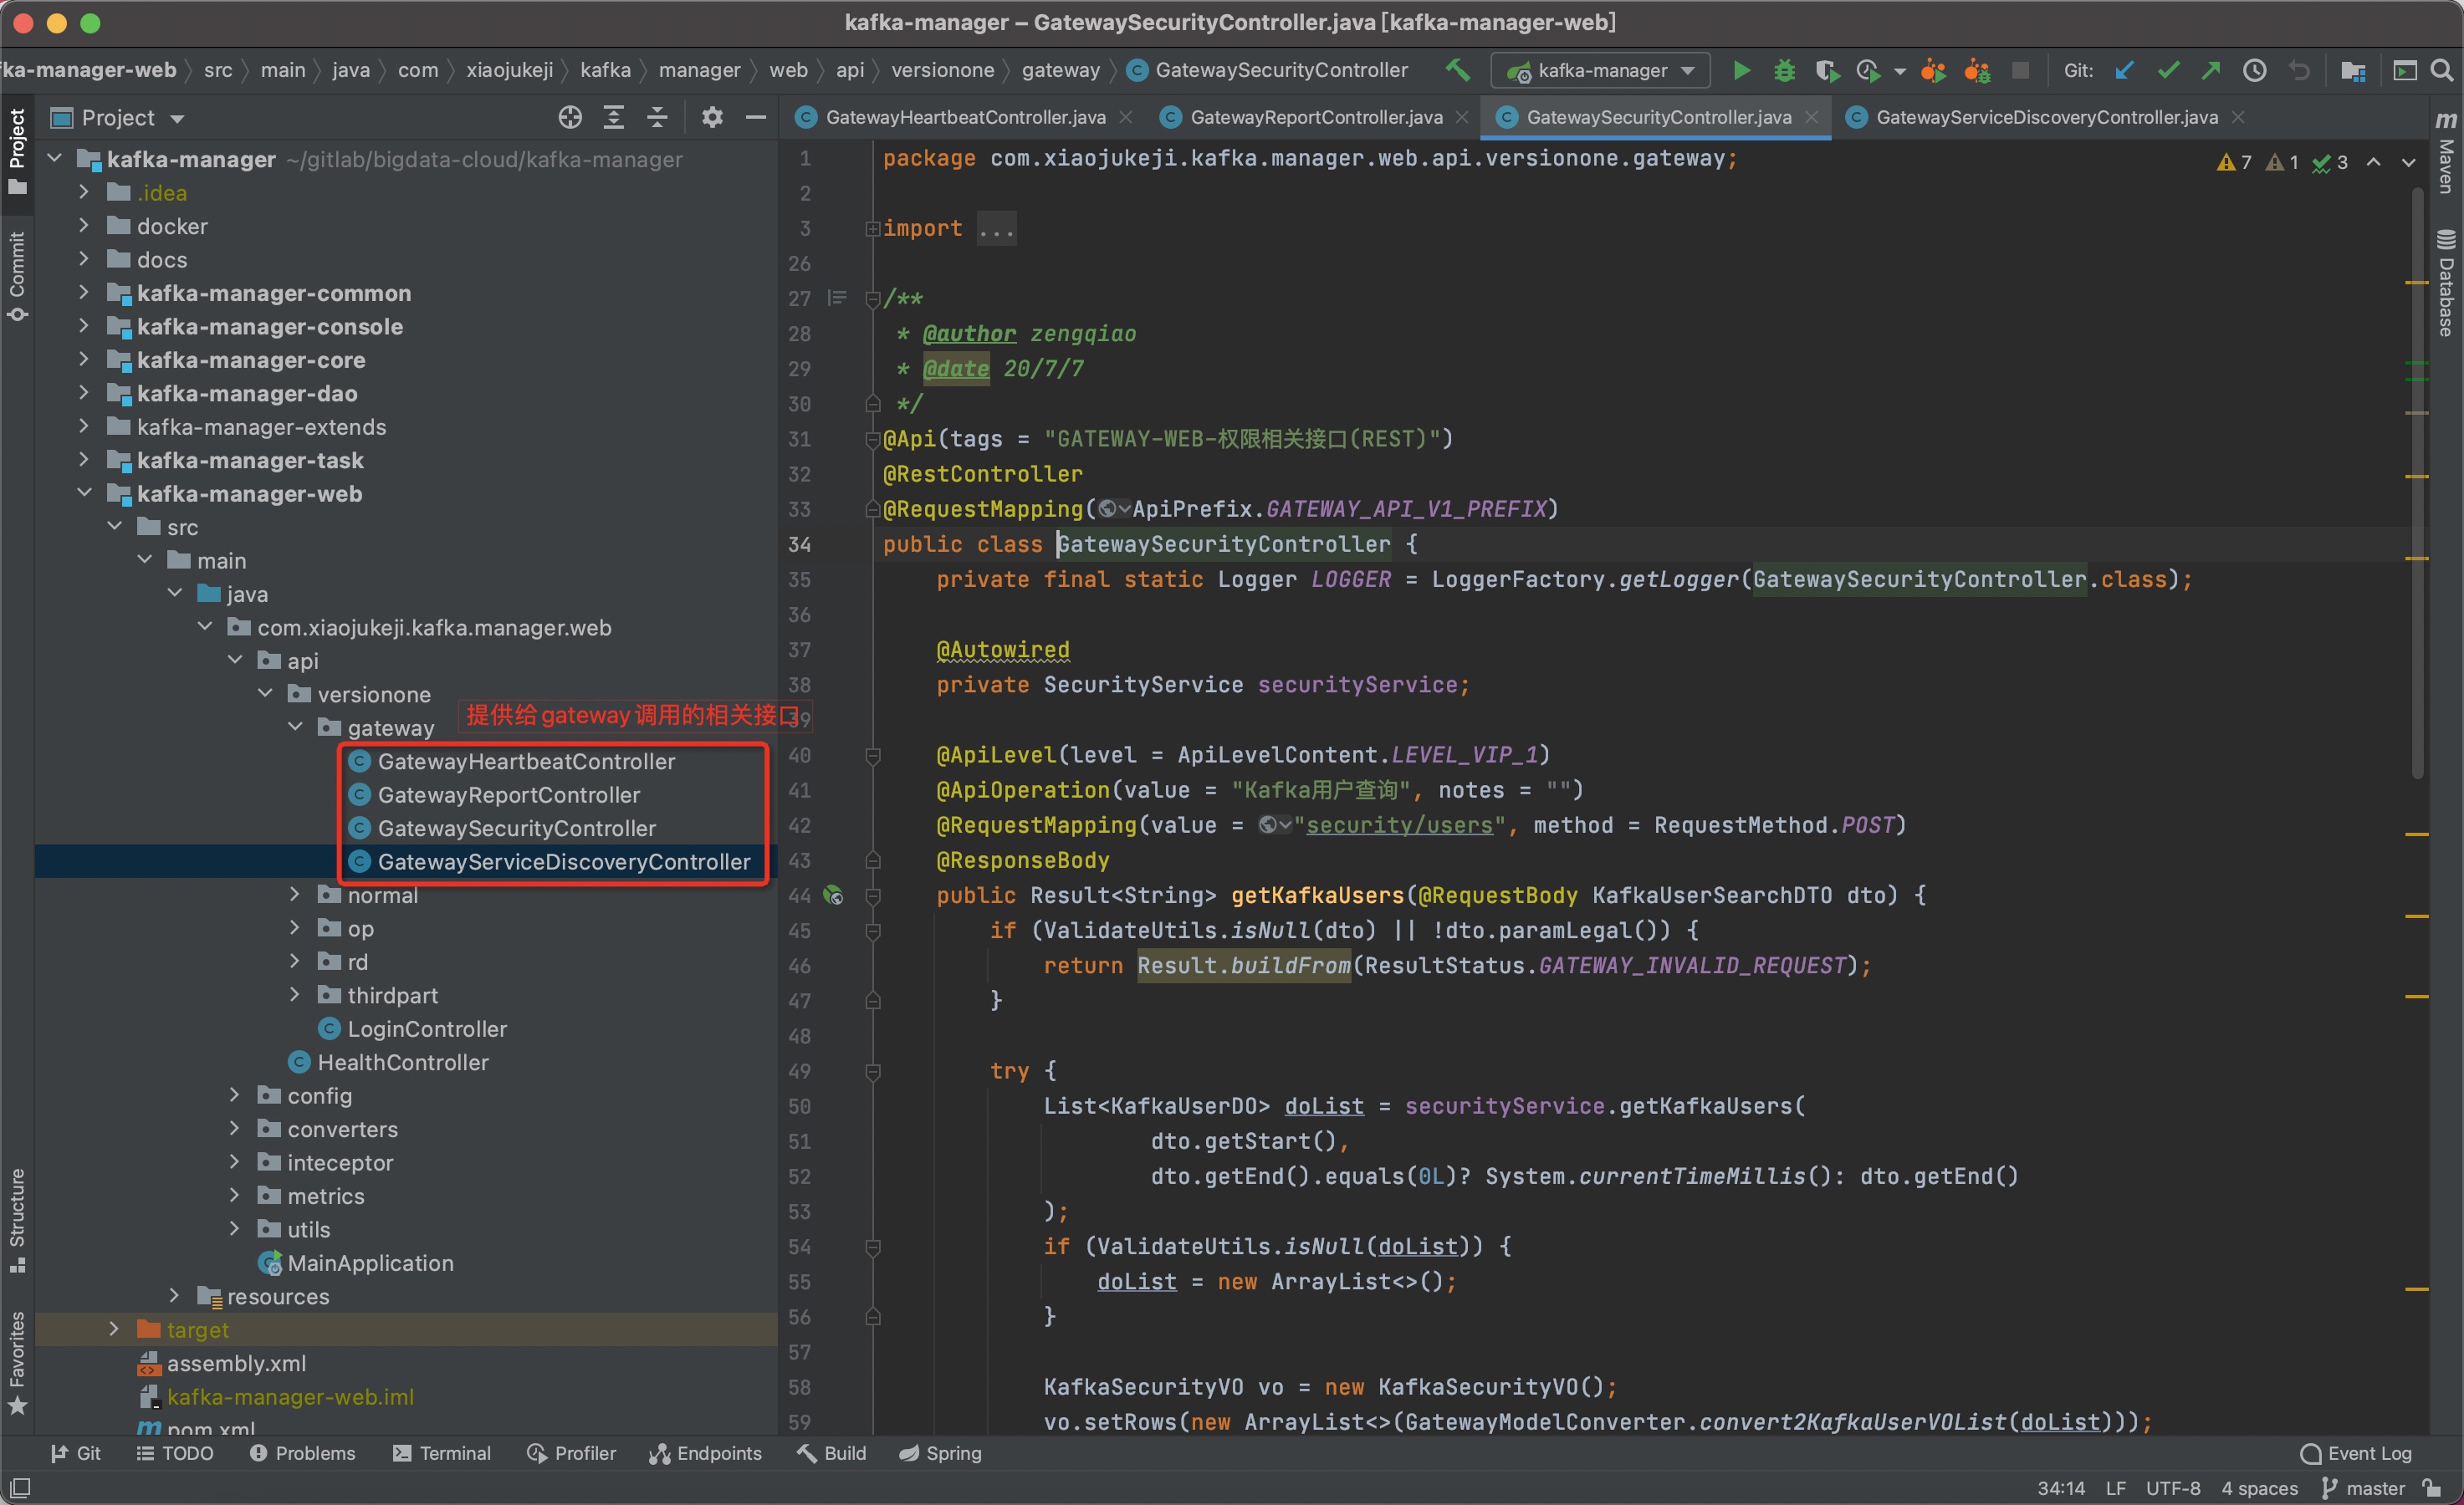 kafka-manager – GatewaySecurityController.java [kafka-manager-web]
ka-manager-web src main java com xiaojukeji kafka manager web api versionone gateway GatewaySecurityController kafka-manager Git:
Project
GatewayHeartbeatController.java GatewayReportController.java GatewaySecurityController.java GatewayServiceDiscoveryController.java
Project
Commit
Structure
Favorites
kafka-manager ~/gitlab/bigdata-cloud/kafka-manager
.idea
docker
docs
kafka-manager-common
kafka-manager-console
kafka-manager-core
kafka-manager-dao
kafka-manager-extends
kafka-manager-task
kafka-manager-web
src
main
java
com.xiaojukeji.kafka.manager.web
api
versionone
提供给gateway调用的相关接口
gateway
GatewayHeartbeatController
GatewayReportController
GatewaySecurityController
GatewayServiceDiscoveryController
normal
op
rd
thirdpart
LoginController
HealthController
config
converters
inteceptor
metrics
utils
MainApplication
resources
target
assembly.xml
kafka-manager-web.iml
pom.xml
7 1 3
1 package com.xiaojukeji.kafka.manager.web.api.versionone.gateway;
2
3 import ...
26
27 /**
28 * @author zengqiao
29 * @date 20/7/7
30 */
31 @Api(tags = "GATEWAY-WEB-权限相关接口(REST)")
32 @RestController
33 @RequestMapping(ApiPrefix.GATEWAY_API_V1_PREFIX)
34 public class GatewaySecurityController {
35 private final static Logger LOGGER = LoggerFactory.getLogger(GatewaySecurityController.class);
36
37 @Autowired
38 private SecurityService securityService;
39
40 @ApiLevel(level = ApiLevelContent.LEVEL_VIP_1)
41 @ApiOperation(value = "Kafka用户查询", notes = "")
42 @RequestMapping(value = "security/users", method = RequestMethod.POST)
43 @ResponseBody
44 public Result<String> getKafkaUsers(@RequestBody KafkaUserSearchDTO dto) {
45 if (ValidateUtils.isNull(dto) || !dto.paramLegal()) {
46 return Result.buildFrom(ResultStatus.GATEWAY_INVALID_REQUEST);
47 }
48
49 try {
50 List<KafkaUserDO> doList = securityService.getKafkaUsers(
51 dto.getStart(),
52 dto.getEnd().equals(0L)? System.currentTimeMillis(): dto.getEnd()
53 );
54 if (ValidateUtils.isNull(doList)) {
55 doList = new ArrayList<>();
56 }
57
58 KafkaSecurityVO vo = new KafkaSecurityVO();
59 vo.setRows(new ArrayList<>(GatewayModelConverter.convert2KafkaUserVOList(doList)));
m Maven
Database
Git TODO Problems Terminal Profiler Endpoints Build Spring Event Log
34:14 LF UTF-8 4 spaces master